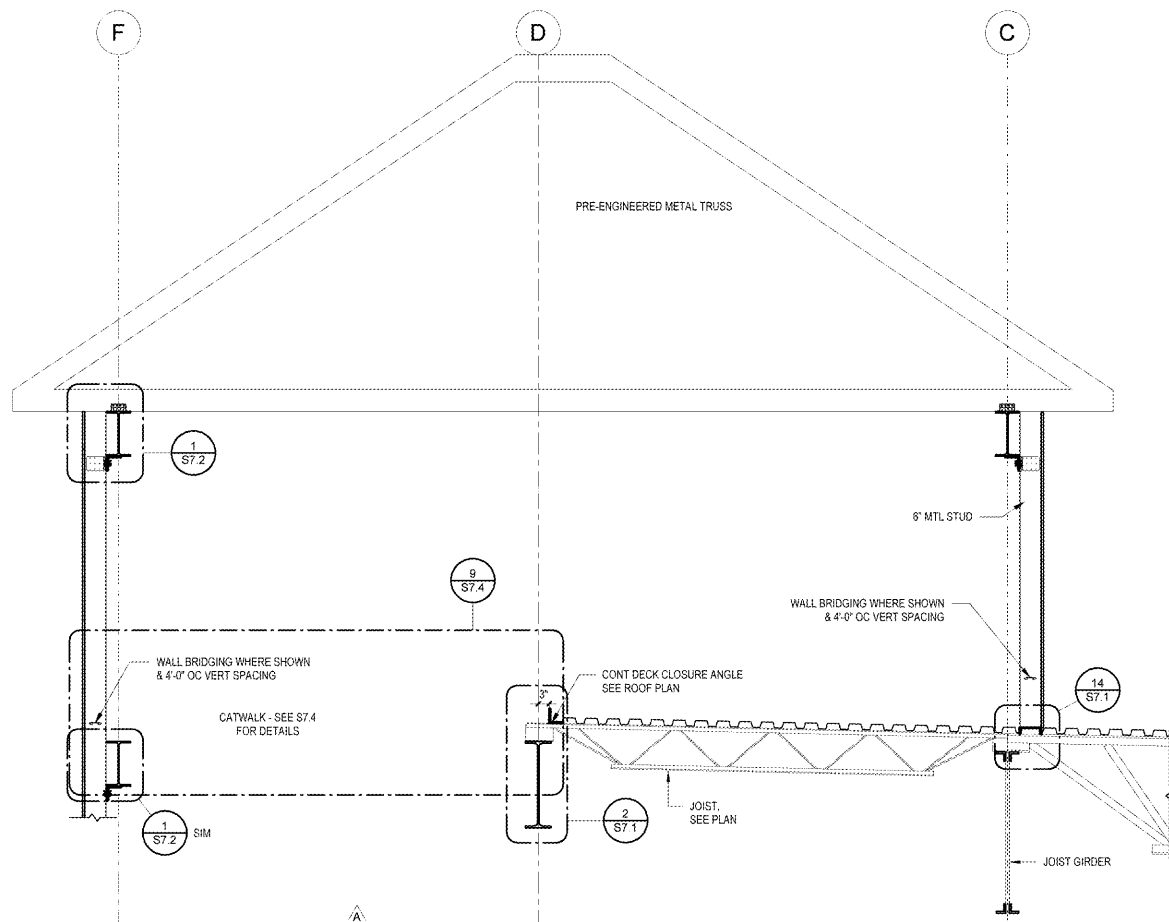 F
D
C
PRE-ENGINEERED METAL TRUSS
1
S7.2
6" MTL STUD
9
S7.4
WALL BRIDGING WHERE SHOWN
& 4'-0" OC VERT SPACING
WALL BRIDGING WHERE SHOWN
& 4'-0" OC VERT SPACING
CONT DECK CLOSURE ANGLE
SEE ROOF PLAN
3"
14
S7.1
CATWALK - SEE S7.4
FOR DETAILS
JOIST,
SEE PLAN
1
S7.2
SIM
2
S7.1
JOIST GIRDER
A